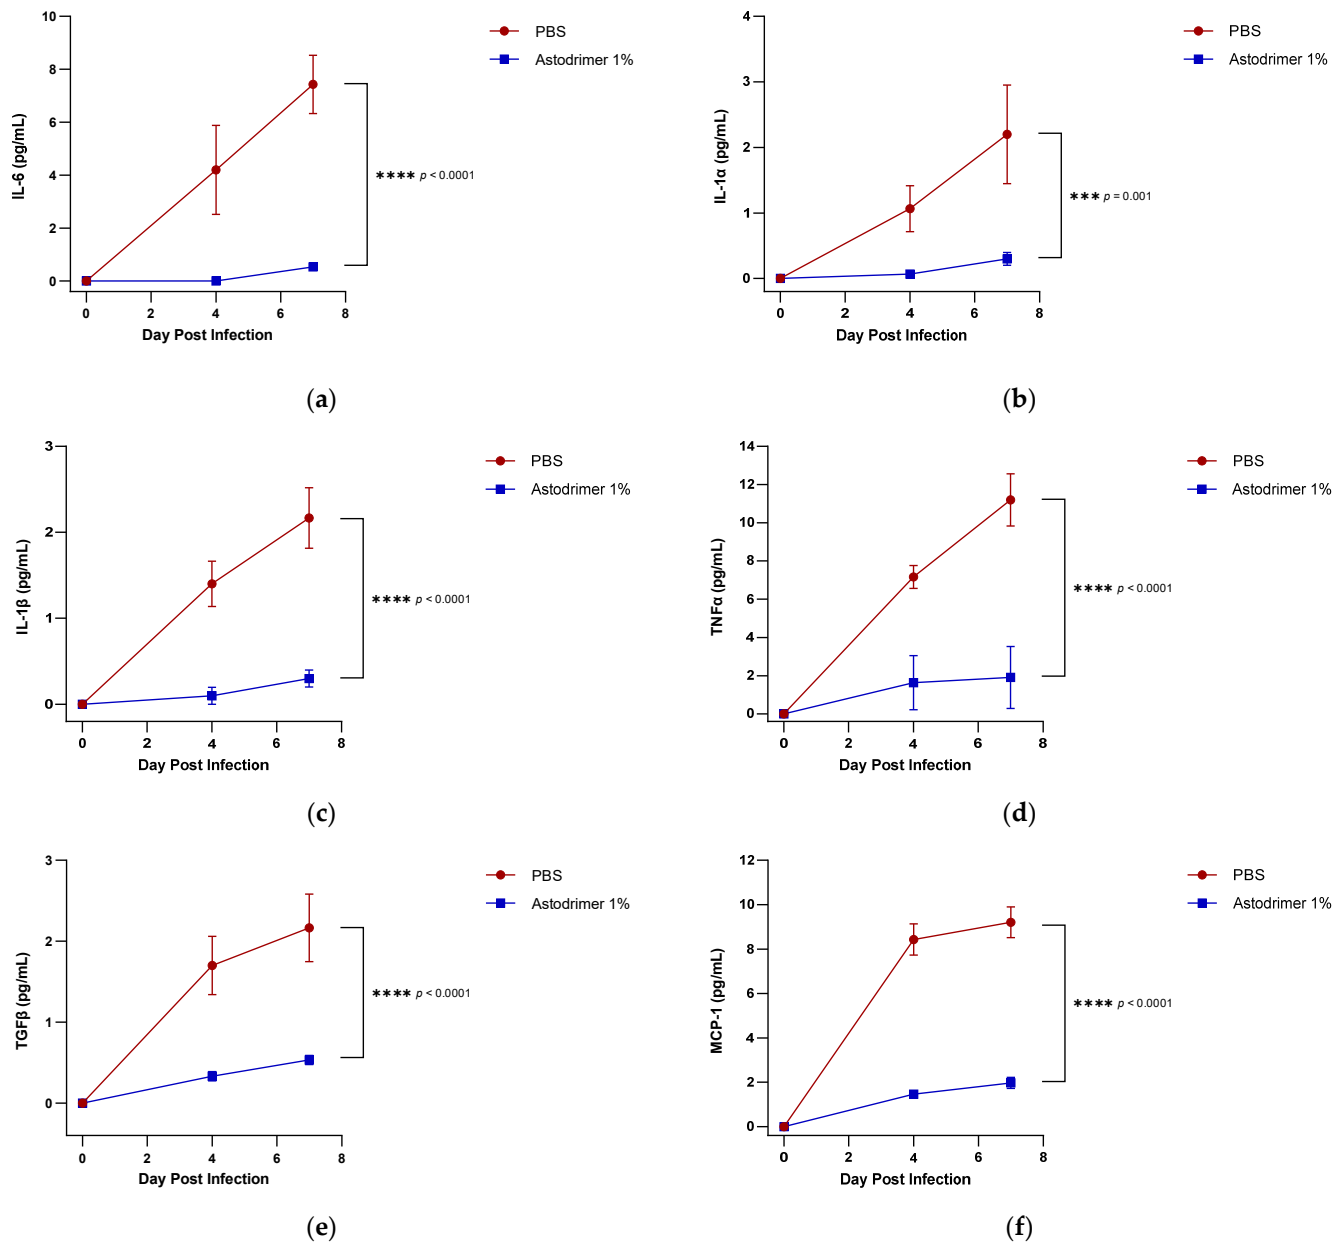 10
8
6
4
2
0
IL-6 (pg/mL)
0 2 4 6 8
Day Post Infection
PBS
Astodrimer 1%
**** p < 0.0001
(a)
4
3
2
1
0
IL-1α (pg/mL)
0 2 4 6 8
Day Post Infection
PBS
Astodrimer 1%
*** p = 0.001
(b)
3
2
1
0
IL-1β (pg/mL)
0 2 4 6 8
Day Post Infection
PBS
Astodrimer 1%
**** p < 0.0001
(c)
14
12
10
8
6
4
2
0
TNFα (pg/mL)
0 2 4 6 8
Day Post Infection
PBS
Astodrimer 1%
**** p < 0.0001
(d)
3
2
1
0
TGFβ (pg/mL)
0 2 4 6 8
Day Post Infection
PBS
Astodrimer 1%
**** p < 0.0001
(e)
12
10
8
6
4
2
0
MCP-1 (pg/mL)
0 2 4 6 8
Day Post Infection
PBS
Astodrimer 1%
**** p < 0.0001
(f)